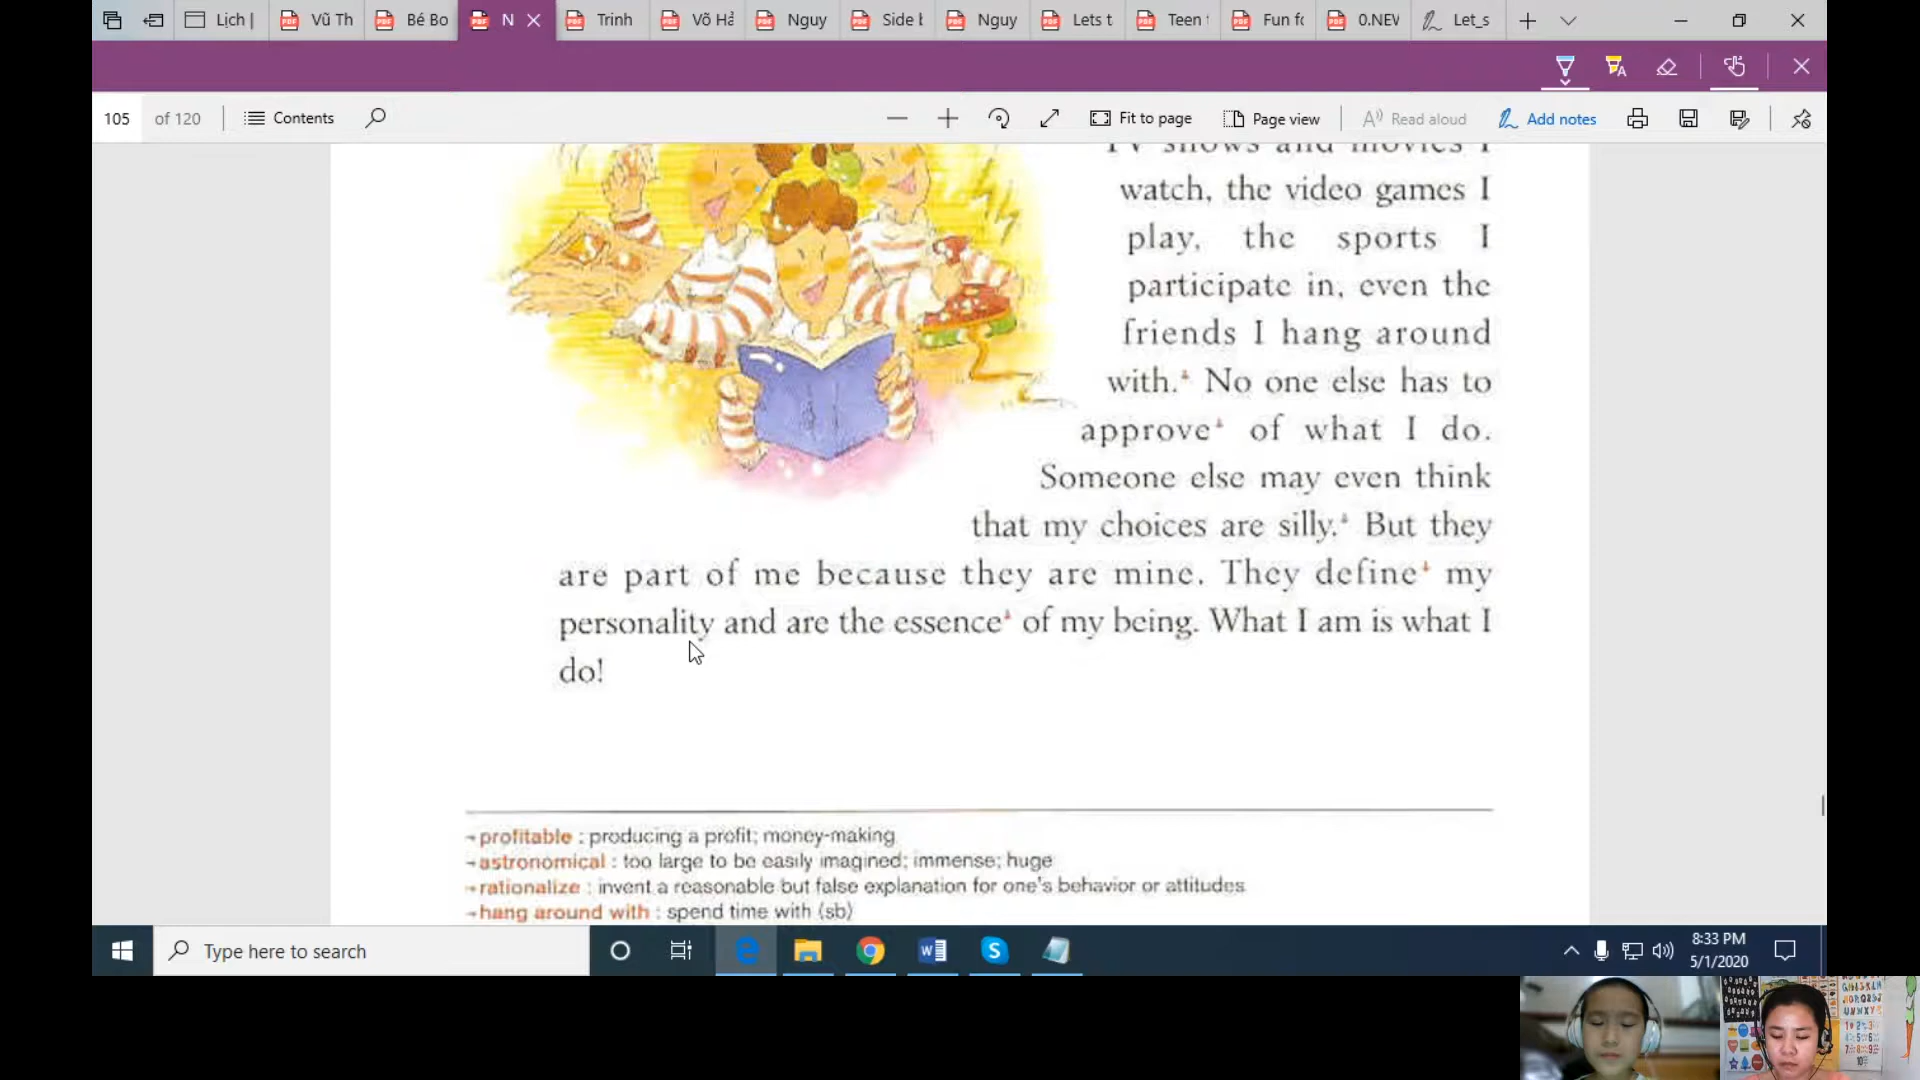 Lịch |
Vũ Th
Bé Bo
N
Trinh
Võ Hả
Nguy
Side b
Nguy
Lets t
Teen
Fun fo
0.NEV
Let_s
105 of 120
Contents
Fit to page
Page view
Read aloud
Add notes
TV shows and movies I
watch, the video games I
play, the sports I
participate in, even the
friends I hang around
with. No one else has to
approve of what I do.
Someone else may even think
that my choices are silly. But they
are part of me because they are mine. They define my
personality and are the essence of my being. What I am is what I
do!
profitable : producing a profit; money-making
astronomical : too large to be easily imagined; immense; huge
rationalize : invent a reasonable but false explanation for one's behavior or attitudes
hang around with : spend time with (sb)
Type here to search
8:33 PM
5/1/2020